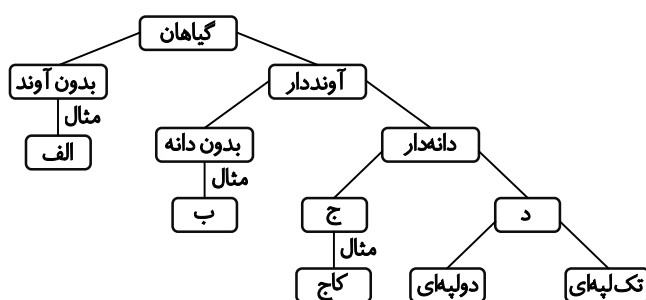 گیاهان
آونددار
بدون آوند
مثال
الف
دانه‌دار
بدون دانه
مثال
ب
د
ج
مثال
تک‌لپه‌ای
دولپه‌ای
کاج